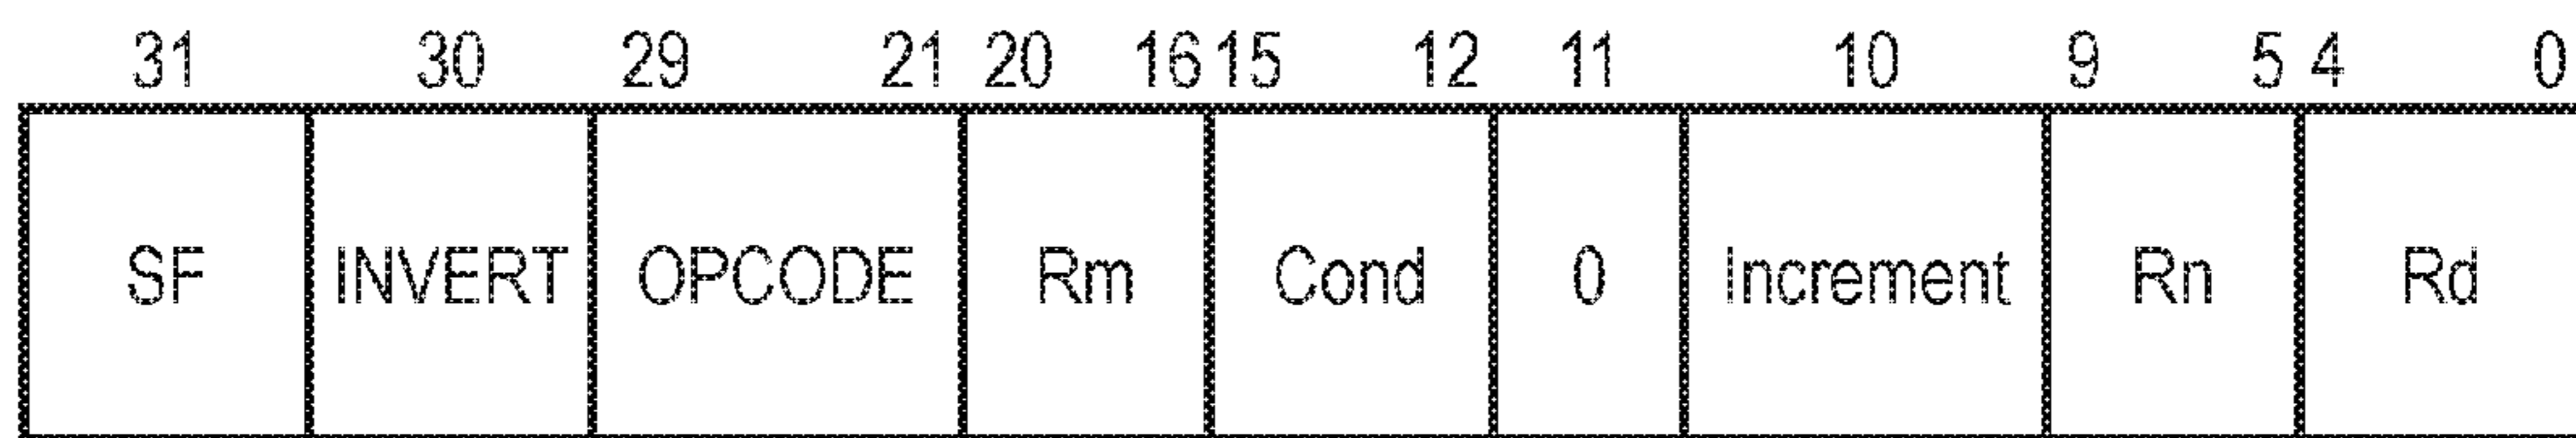 31 30 29 21 20 16 15 12 11 10 9 5 4 0
SF INVERT OPCODE Rm Cond 0 Increment Rn Rd